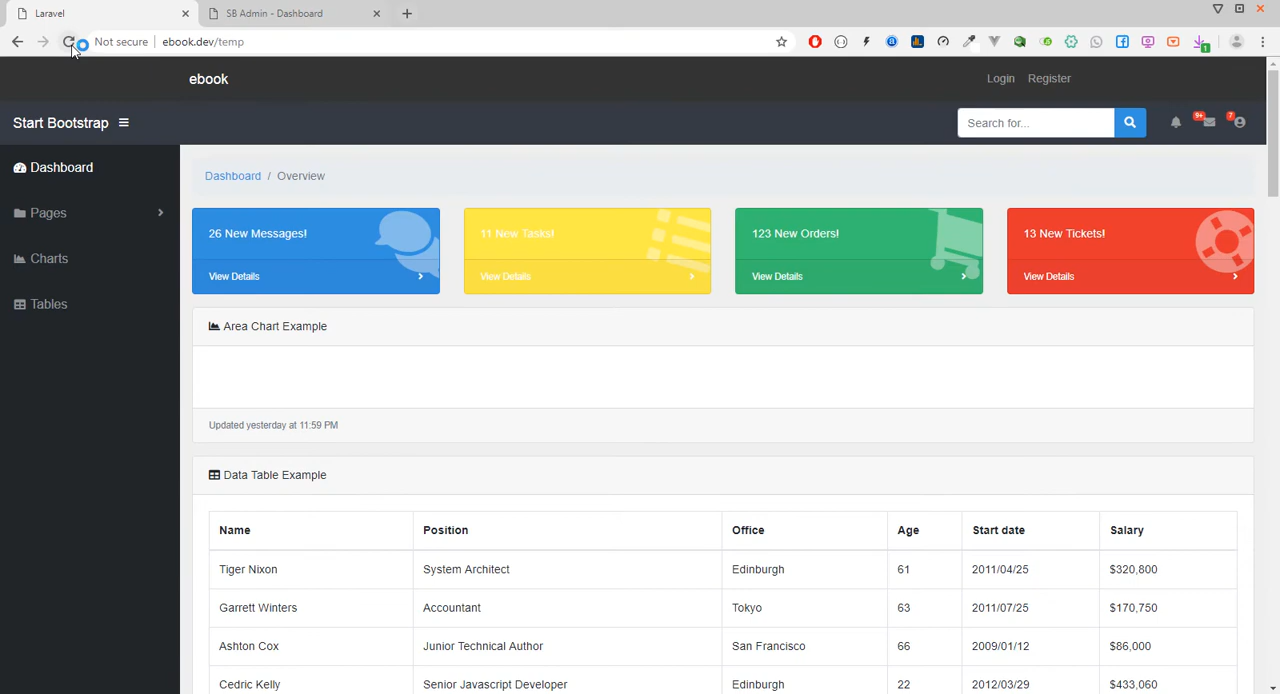 Laravel
SB Admin - Dashboard
Not secure
ebook.dev/temp
1
ebook
Login
Register
Start Bootstrap
Search for...
9+
7
Dashboard
Pages
Charts
Tables
Dashboard / Overview
26 New Messages!
View Details
11 New Tasks!
View Details
123 New Orders!
View Details
13 New Tickets!
View Details
Area Chart Example
Updated yesterday at 11:59 PM
Data Table Example
Name Position Office Age Start date Salary
Tiger Nixon System Architect Edinburgh 61 2011/04/25 $320,800
Garrett Winters Accountant Tokyo 63 2011/07/25 $170,750
Ashton Cox Junior Technical Author San Francisco 66 2009/01/12 $86,000
Cedric Kelly Senior Javascript Developer Edinburgh 22 2012/03/29 $433,060